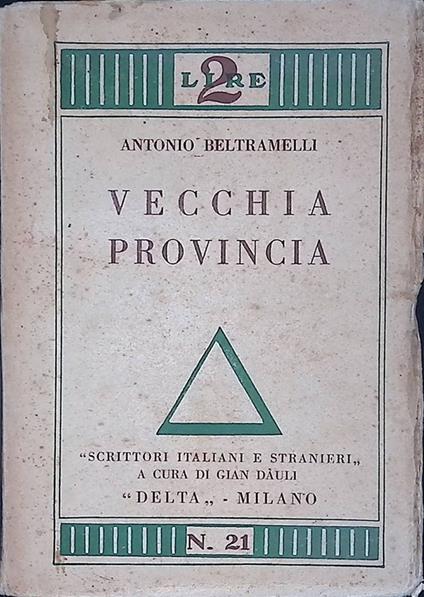 2
LIRE
ANTONIO BELTRAMELLI
VECCHIA
PROVINCIA
"SCRITTORI ITALIANI E STRANIERI„
A CURA DI GIAN DÀULI
"DELTA„ - MILANO
N. 21